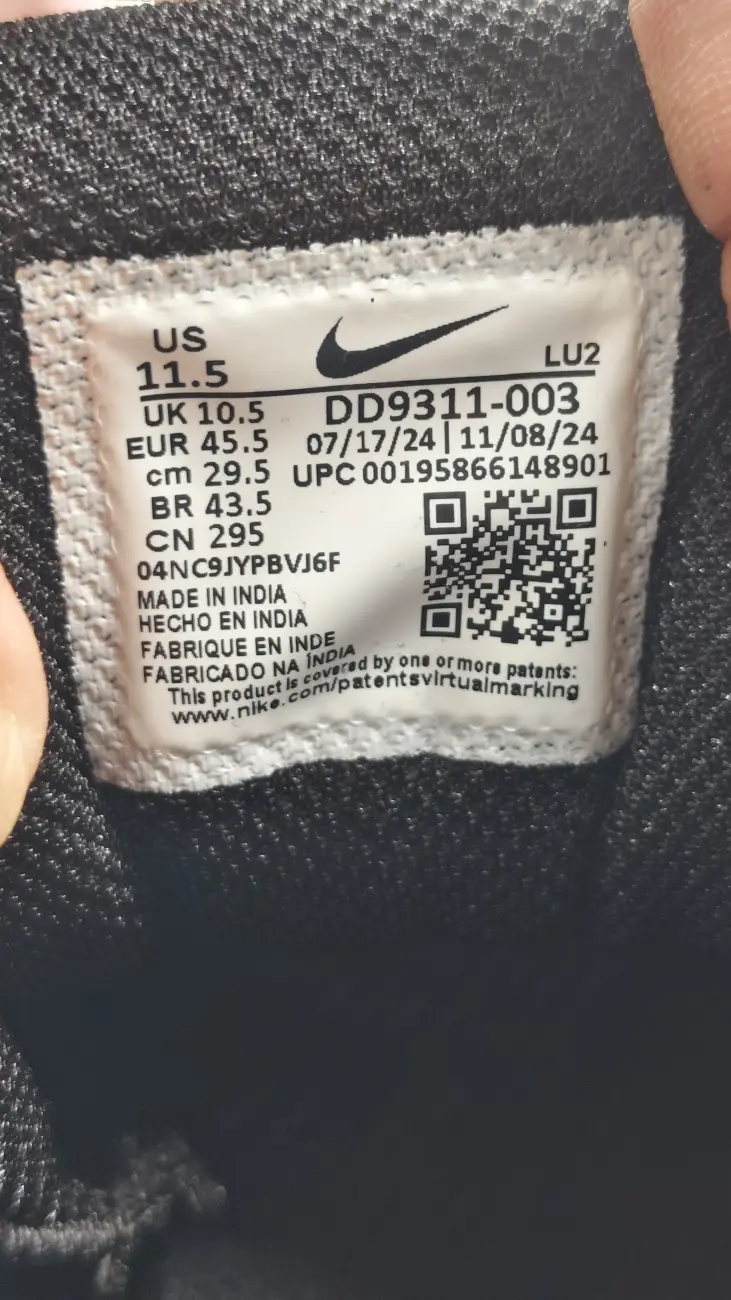 US
11.5
LU2
UK 10.5
DD9311-003
EUR 45.5
07/17/24 | 11/08/24
cm 29.5
UPC 00195866148901
BR 43.5
CN 295
04NC9JYPBVJ6F
MADE IN INDIA
HECHO EN INDIA
FABRIQUE EN INDE
FABRICADO NA ÍNDIA
This product is covered by one or more patents:
www.nike.com/patentsvirtualmarking